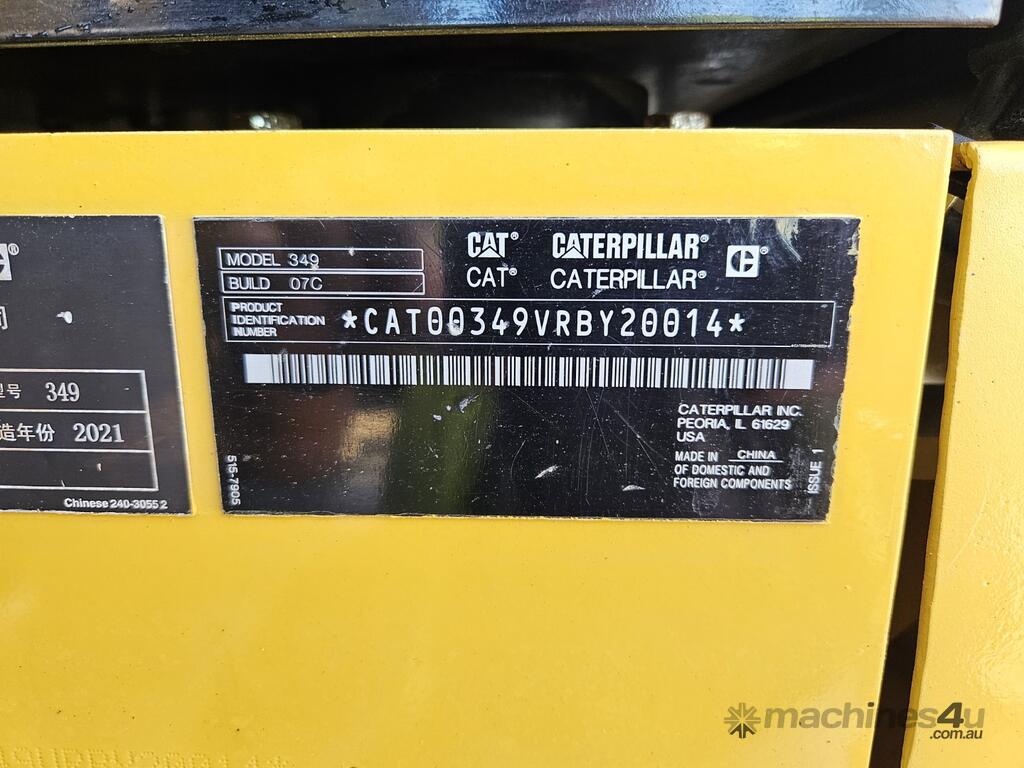 司
型号 349
造年份 2021
Chinese 240-3055 2
MODEL 349
BUILD 07C
CAT® CATERPILLAR®
CAT® CATERPILLAR®
PRODUCT
IDENTIFICATION
NUMBER
*CAT00349VRBY20014*
CATERPILLAR INC.
PEORIA, IL 61629
USA
MADE IN CHINA
OF DOMESTIC AND
FOREIGN COMPONENTS
515-7905
ISSUE 1
machines4u
.com.au